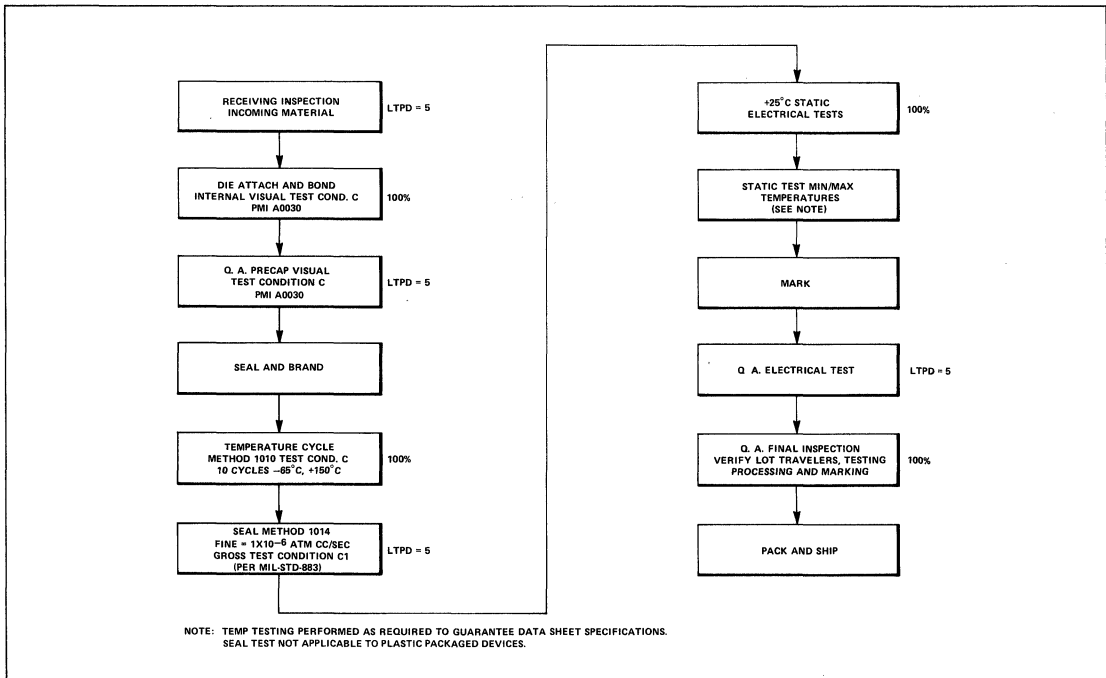 RECEIVING INSPECTION
INCOMING MATERIAL
LTPD = 5
DIE ATTACH AND BOND
INTERNAL VISUAL TEST COND. C
PMI A0030
100%
Q. A. PRECAP VISUAL
TEST CONDITION C
PMI A0030
LTPD = 5
SEAL AND BRAND
TEMPERATURE CYCLE
METHOD 1010 TEST COND. C
10 CYCLES –65°C, +150°C
100%
SEAL METHOD 1014
FINE = 1X10⁻⁶ ATM CC/SEC
GROSS TEST CONDITION C1
(PER MIL-STD-883)
LTPD = 5
+25°C STATIC
ELECTRICAL TESTS
100%
STATIC TEST MIN/MAX
TEMPERATURES
(SEE NOTE)
MARK
Q A. ELECTRICAL TEST
LTPD = 5
Q. A. FINAL INSPECTION
VERIFY LOT TRAVELERS, TESTING
PROCESSING AND MARKING
100%
PACK AND SHIP
NOTE: TEMP TESTING PERFORMED AS REQUIRED TO GUARANTEE DATA SHEET SPECIFICATIONS.
SEAL TEST NOT APPLICABLE TO PLASTIC PACKAGED DEVICES.